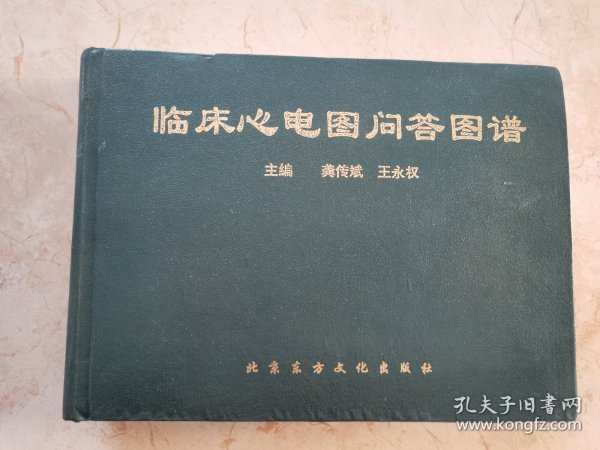 临床心电图问答图谱
主编 龚传斌 王永权
北京东方文化出版社
孔夫子旧书网
www.kongfz.com